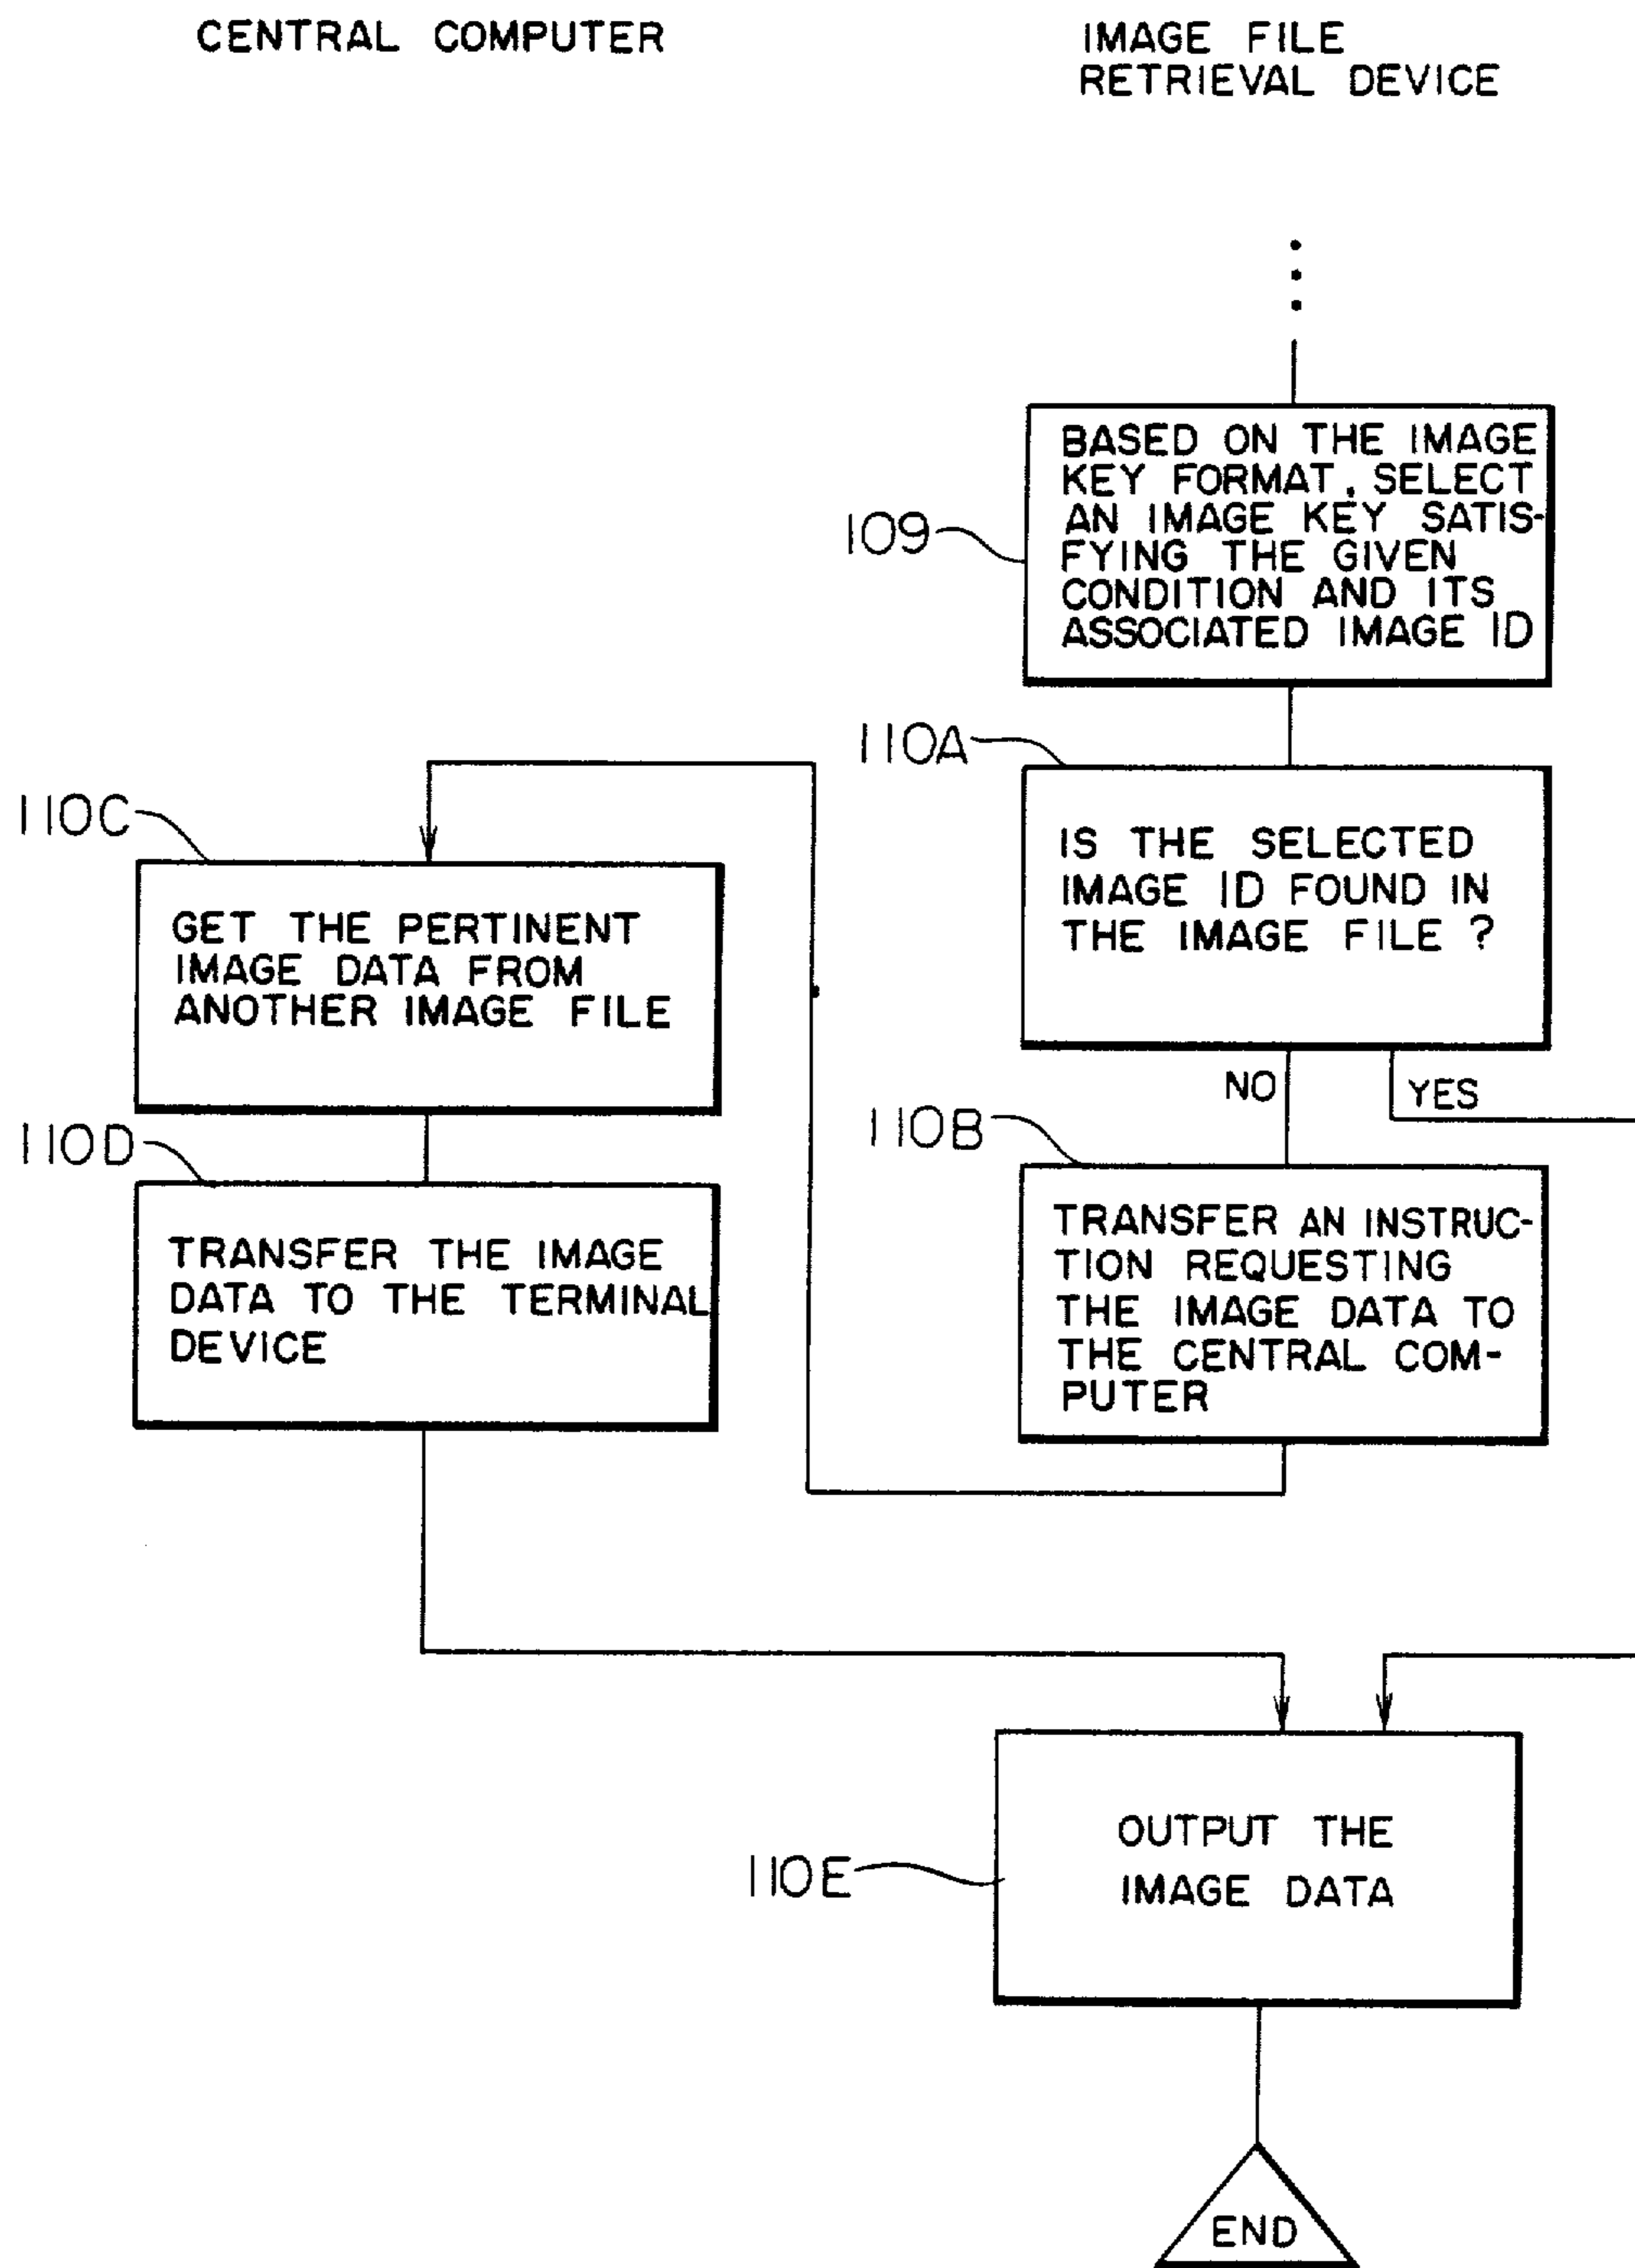 CENTRAL COMPUTER
IMAGE FILE
RETRIEVAL DEVICE
109
BASED ON THE IMAGE
KEY FORMAT, SELECT
AN IMAGE KEY SATIS-
FYING THE GIVEN
CONDITION AND ITS
ASSOCIATED IMAGE ID
110A
IS THE SELECTED
IMAGE ID FOUND IN
THE IMAGE FILE ?
NO
YES
110B
TRANSFER AN INSTRUC-
TION REQUESTING
THE IMAGE DATA TO
THE CENTRAL COM-
PUTER
110C
GET THE PERTINENT
IMAGE DATA FROM
ANOTHER IMAGE FILE
110D
TRANSFER THE IMAGE
DATA TO THE TERMINAL
DEVICE
110E
OUTPUT THE
IMAGE DATA
END